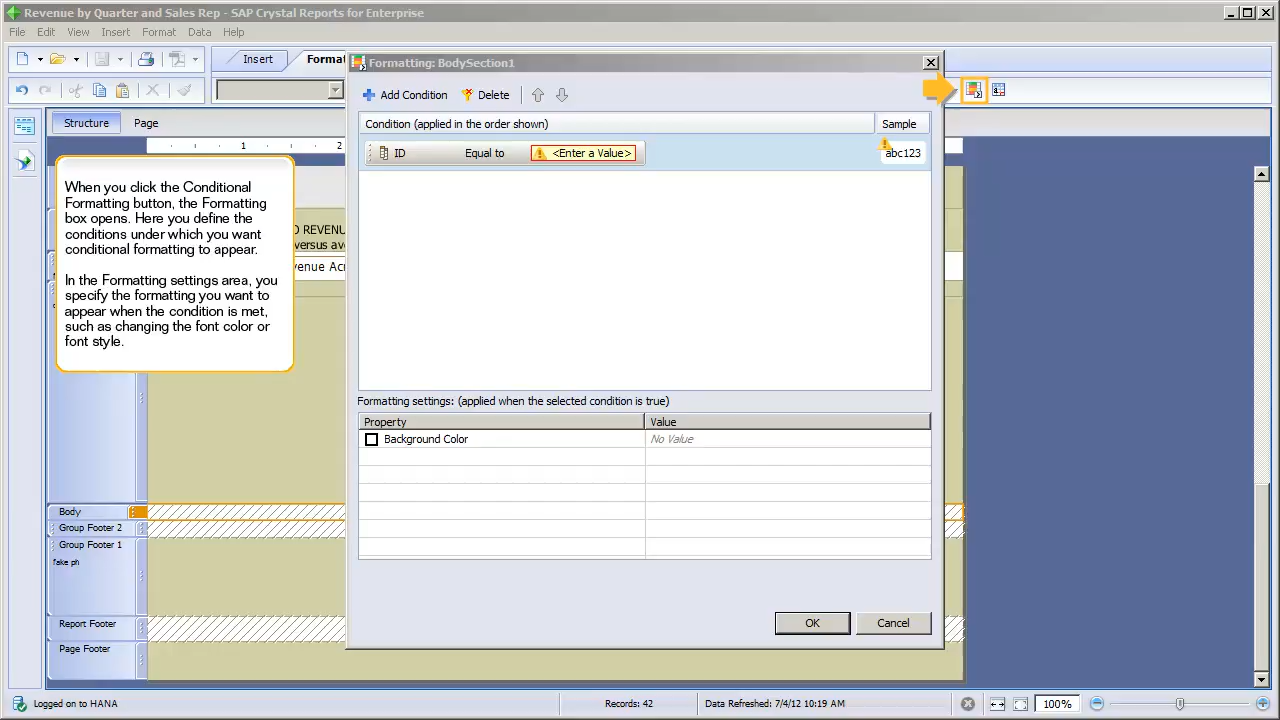 Revenue by Quarter and Sales Rep - SAP Crystal Reports for Enterprise
File Edit View Insert Format Data Help
Insert Forma
Formatting: BodySection1
Add Condition Delete
Structure Page
Condition (applied in the order shown) Sample
1 2
ID Equal to <Enter a Value> abc123
When you click the Conditional
Formatting button, the Formatting
box opens. Here you define the
conditions under which you want
conditional formatting to appear.
In the Formatting settings area, you
specify the formatting you want to
appear when the condition is met,
such as changing the font color or
font style.
D REVENU
versus ave
venue Acr
Formatting settings: (applied when the selected condition is true)
Property Value
Background Color No Value
Body
Group Footer 2
Group Footer 1
fake ph
Report Footer
Page Footer
OK Cancel
Logged on to HANA Records: 42 Data Refreshed: 7/4/12 10:19 AM 100%